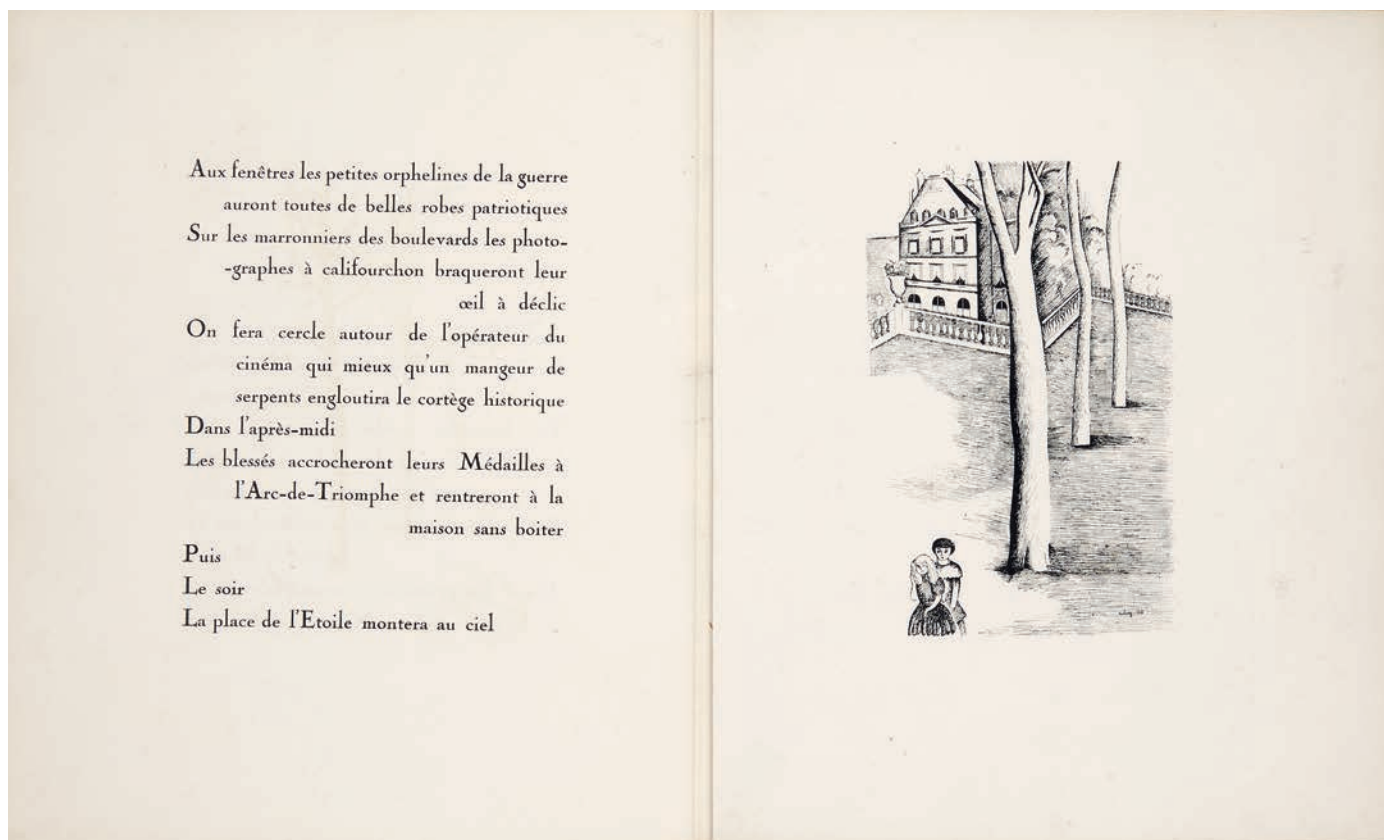 Aux fenêtres les petites orphelines de la guerre
auront toutes de belles robes patriotiques
Sur les marronniers des boulevards les photo-
-graphes à califourchon braqueront leur
œil à déclic
On fera cercle autour de l'opérateur du
cinéma qui mieux qu'un mangeur de
serpents engloutira le cortège historique
Dans l'après-midi
Les blessés accrocheront leurs Médailles à
l'Arc-de-Triomphe et rentreront à la
maison sans boiter
Puis
Le soir
La place de l'Etoile montera au ciel